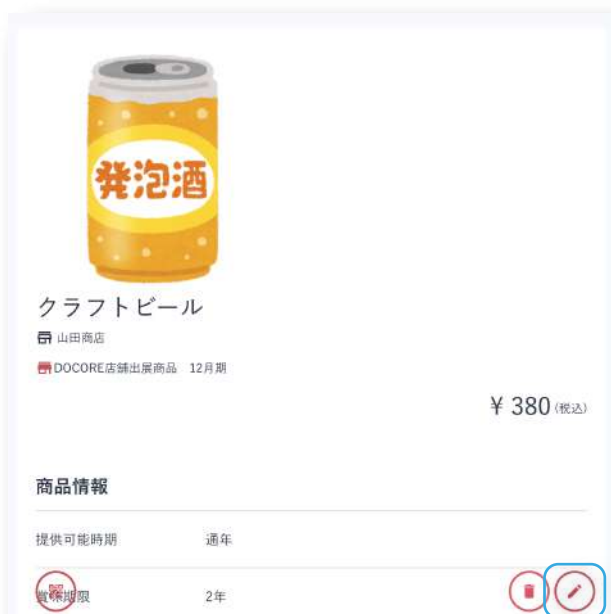 発泡酒
クラフトビール
山田商店
DOCORE店舗出展商品 12月期
¥ 380 (税込)
商品情報
提供可能時期 通年
賞味期限 2年